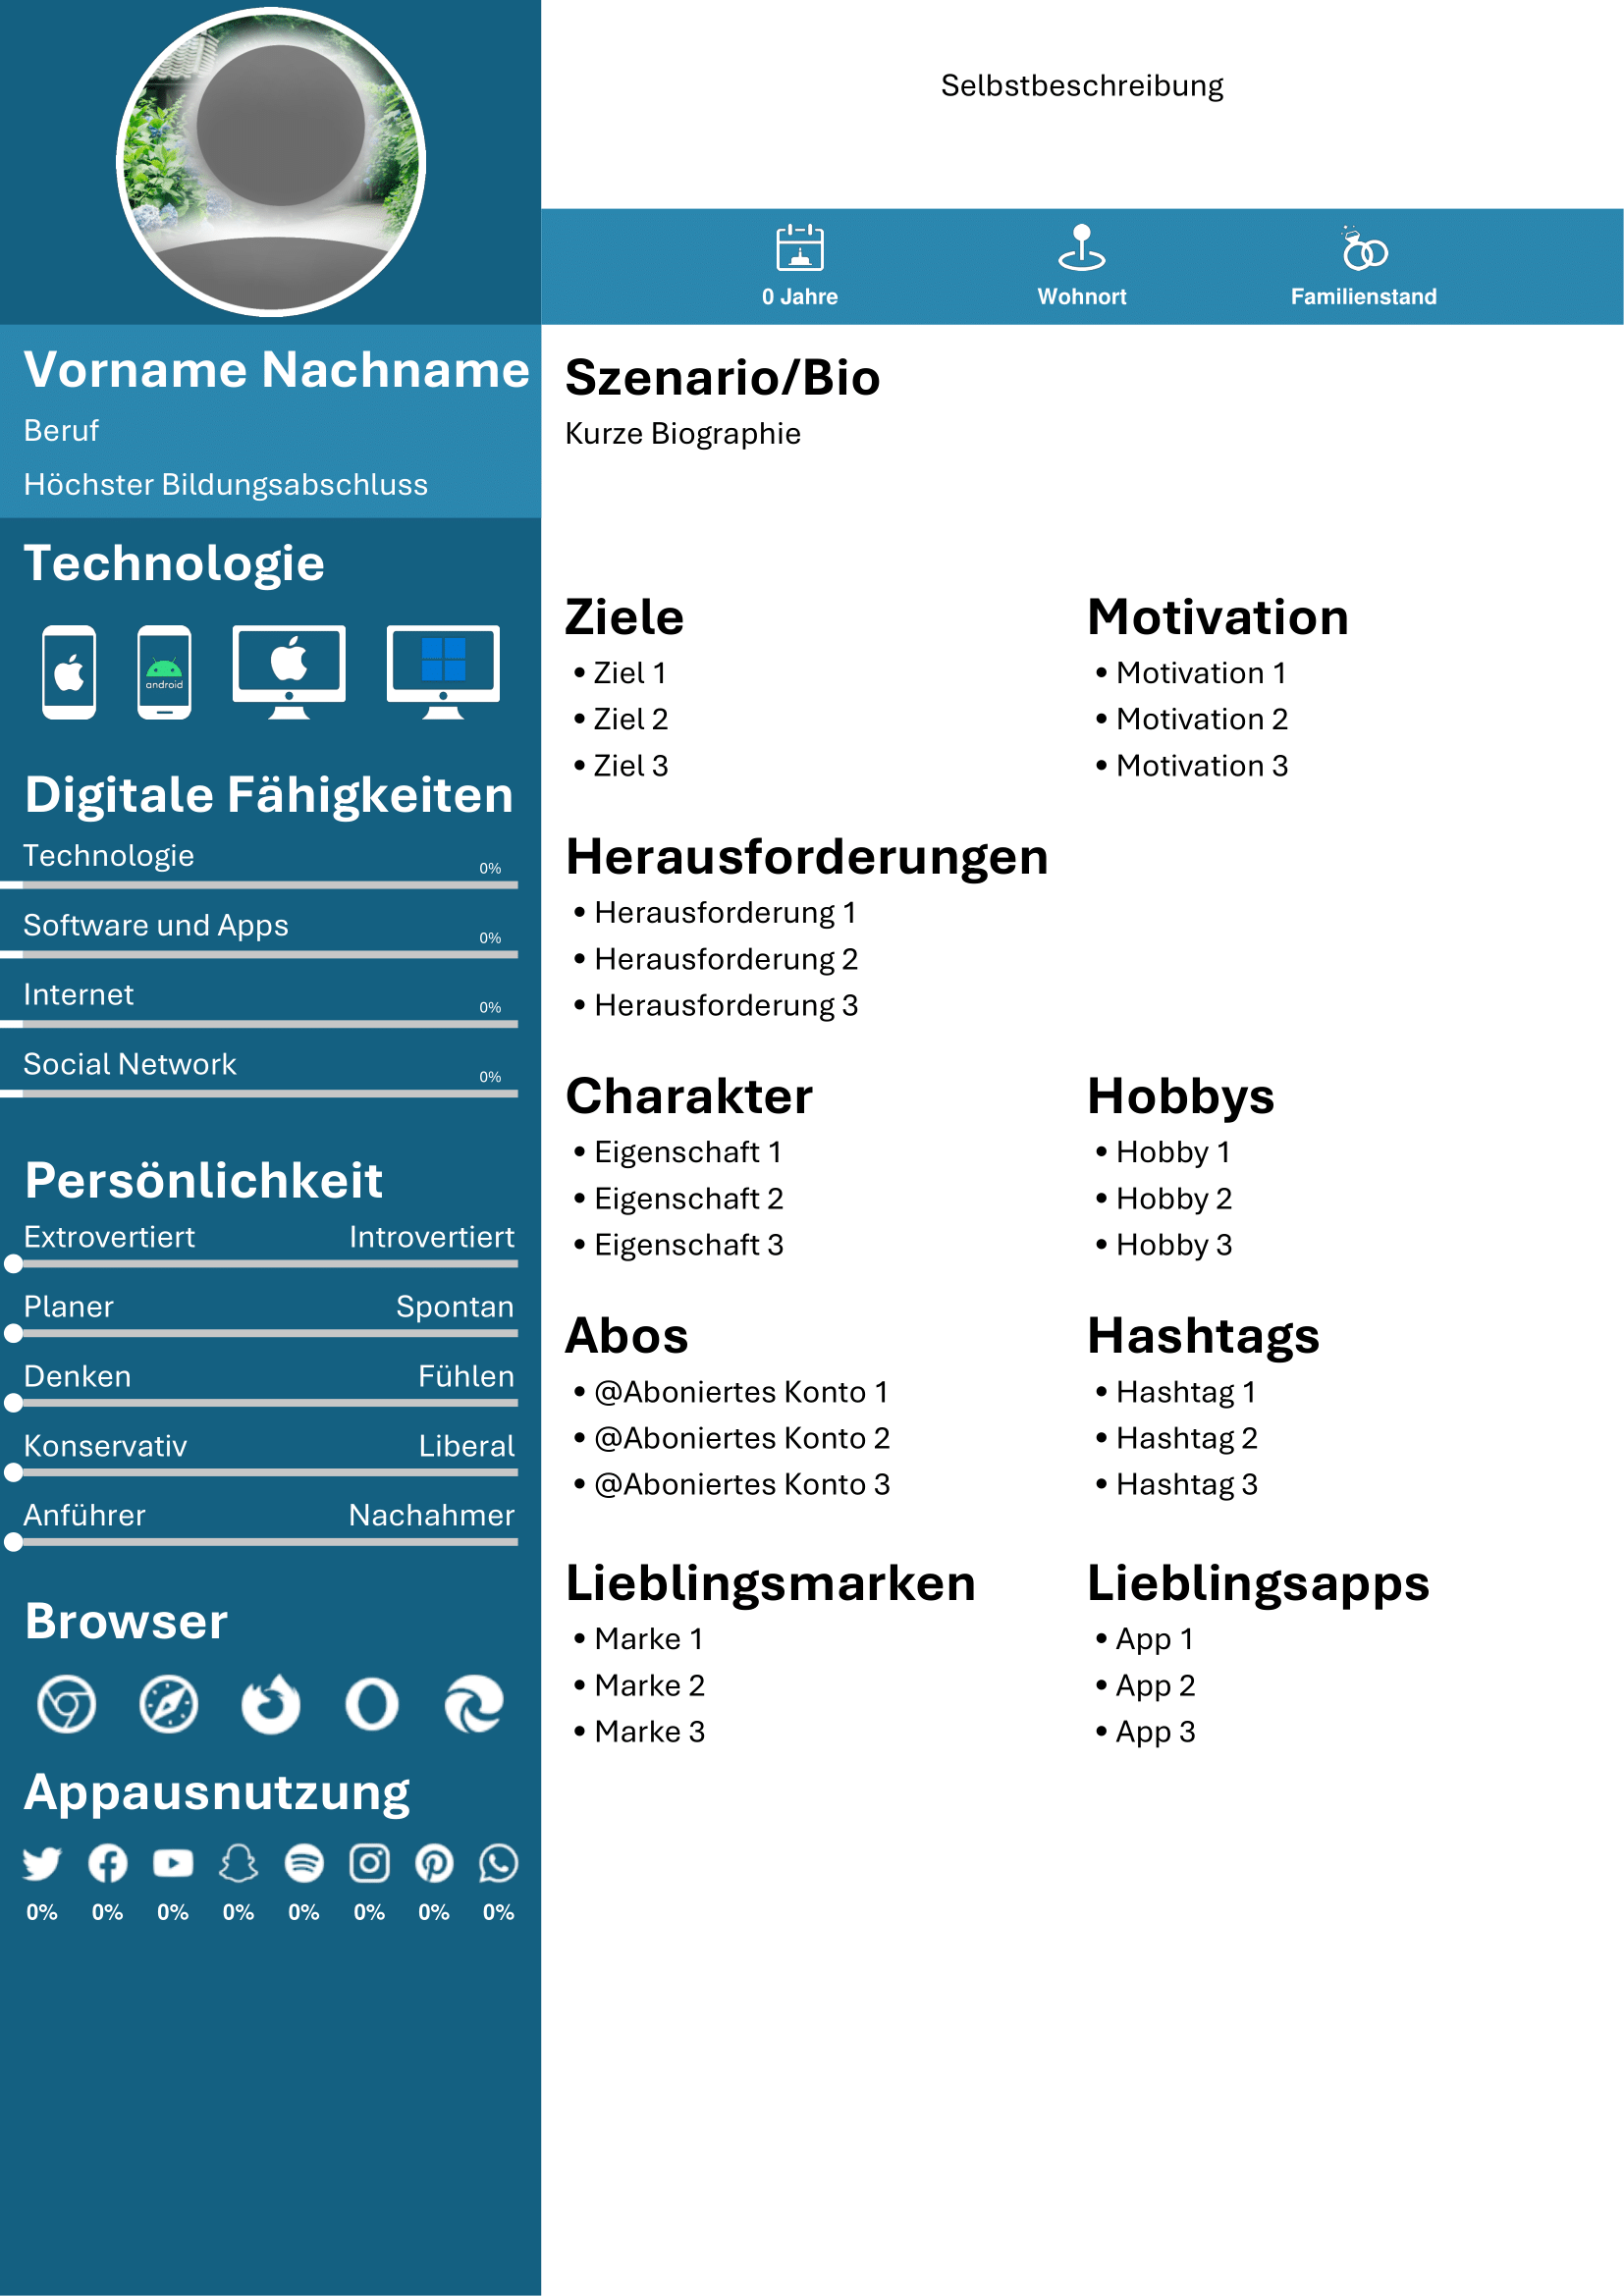 Selbstbeschreibung
0 Jahre
Wohnort
Familienstand
Vorname Nachname
Beruf
Höchster Bildungsabschluss
Technologie
android
Digitale Fähigkeiten
Technologie 0%
Software und Apps 0%
Internet 0%
Social Network 0%
Persönlichkeit
Extrovertiert Introvertiert
Planer Spontan
Denken Fühlen
Konservativ Liberal
Anführer Nachahmer
Browser
Appausnutzung
0% 0% 0% 0% 0% 0% 0% 0%
Szenario/Bio
Kurze Biographie
Ziele
• Ziel 1
• Ziel 2
• Ziel 3
Motivation
• Motivation 1
• Motivation 2
• Motivation 3
Herausforderungen
• Herausforderung 1
• Herausforderung 2
• Herausforderung 3
Charakter
• Eigenschaft 1
• Eigenschaft 2
• Eigenschaft 3
Hobbys
• Hobby 1
• Hobby 2
• Hobby 3
Abos
• @Aboniertes Konto 1
• @Aboniertes Konto 2
• @Aboniertes Konto 3
Hashtags
• Hashtag 1
• Hashtag 2
• Hashtag 3
Lieblingsmarken
• Marke 1
• Marke 2
• Marke 3
Lieblingsapps
• App 1
• App 2
• App 3